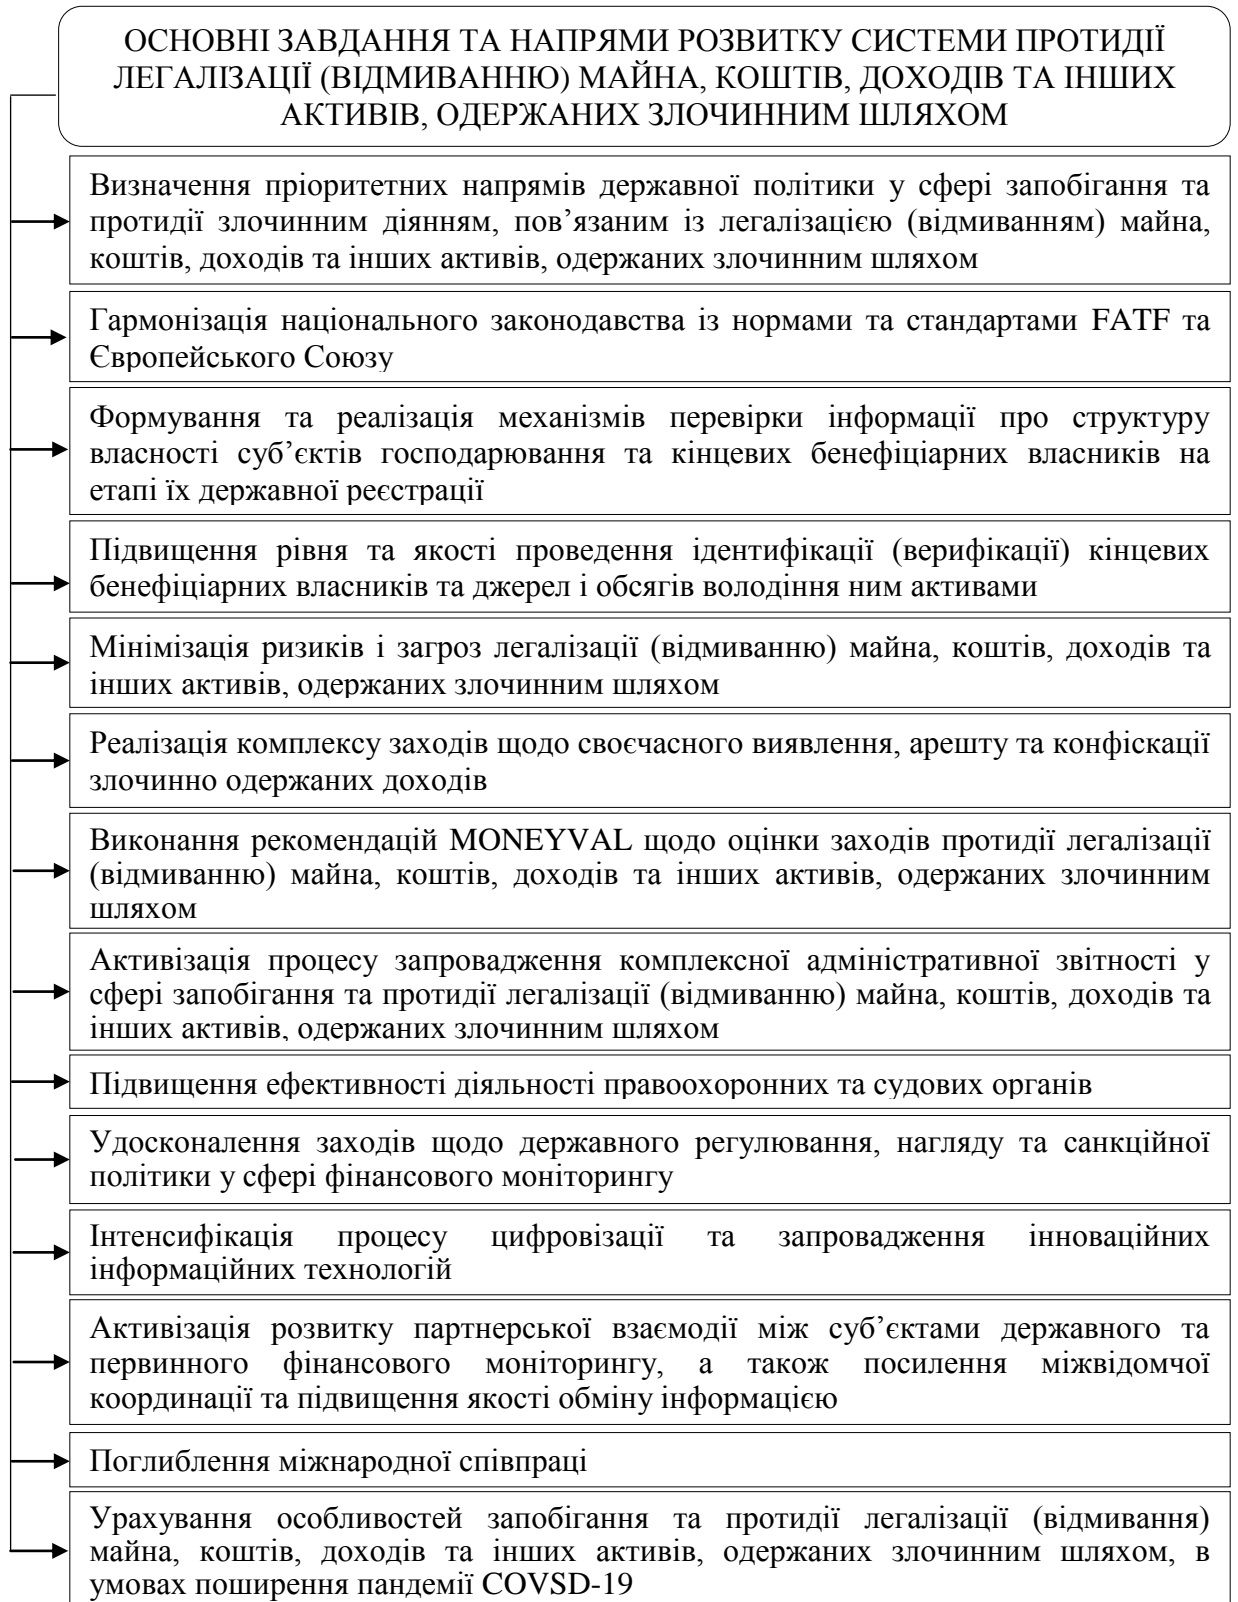 ОСНОВНІ ЗАВДАННЯ ТА НАПРЯМИ РОЗВИТКУ СИСТЕМИ ПРОТИДІЇ
ЛЕГАЛІЗАЦІЇ (ВІДМИВАННЮ) МАЙНА, КОШТІВ, ДОХОДІВ ТА ІНШИХ
АКТИВІВ, ОДЕРЖАНИХ ЗЛОЧИННИМ ШЛЯХОМ
Визначення пріоритетних напрямів державної політики у сфері запобігання та
протидії злочинним діянням, пов’язаним із легалізацією (відмиванням) майна,
коштів, доходів та інших активів, одержаних злочинним шляхом
Гармонізація національного законодавства із нормами та стандартами FATF та
Європейського Союзу
Формування та реалізація механізмів перевірки інформації про структуру
власності суб’єктів господарювання та кінцевих бенефіціарних власників на
етапі їх державної реєстрації
Підвищення рівня та якості проведення ідентифікації (верифікації) кінцевих
бенефіціарних власників та джерел і обсягів володіння ним активами
Мінімізація ризиків і загроз легалізації (відмиванню) майна, коштів, доходів та
інших активів, одержаних злочинним шляхом
Реалізація комплексу заходів щодо своєчасного виявлення, арешту та конфіскації
злочинно одержаних доходів
Виконання рекомендацій MONEYVAL щодо оцінки заходів протидії легалізації
(відмиванню) майна, коштів, доходів та інших активів, одержаних злочинним
шляхом
Активізація процесу запровадження комплексної адміністративної звітності у
сфері запобігання та протидії легалізації (відмиванню) майна, коштів, доходів та
інших активів, одержаних злочинним шляхом
Підвищення ефективності діяльності правоохоронних та судових органів
Удосконалення заходів щодо державного регулювання, нагляду та санкційної
політики у сфері фінансового моніторингу
Інтенсифікація процесу цифровізації та запровадження інноваційних
інформаційних технологій
Активізація розвитку партнерської взаємодії між суб’єктами державного та
первинного фінансового моніторингу, а також посилення міжвідомчої
координації та підвищення якості обміну інформацією
Поглиблення міжнародної співпраці
Урахування особливостей запобігання та протидії легалізації (відмивання)
майна, коштів, доходів та інших активів, одержаних злочинним шляхом, в
умовах поширення пандемії COVSD-19